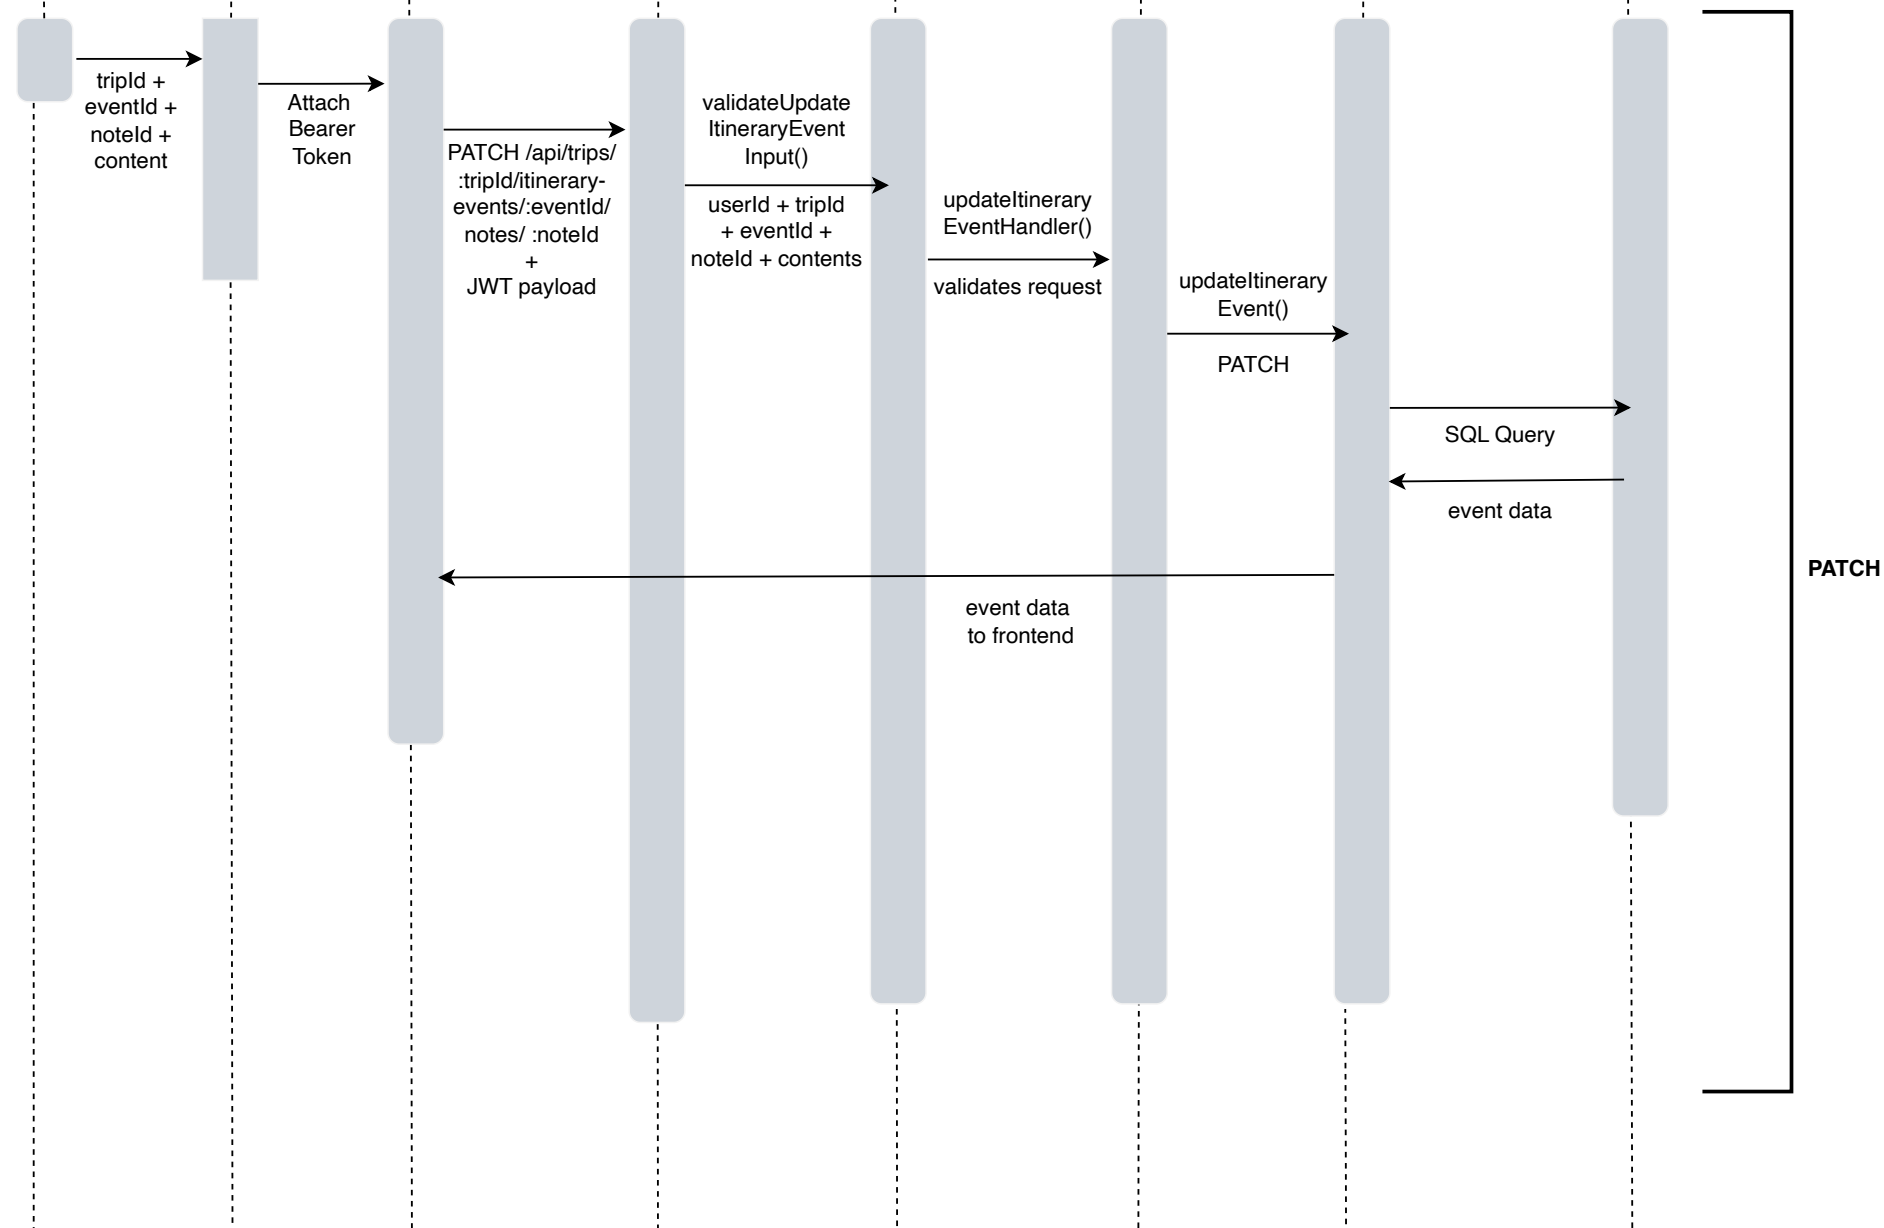 tripId +
eventId +
noteId +
content
Attach
Bearer
Token
PATCH /api/trips/
:tripId/itinerary-
events/:eventId/
notes/ :noteId
+
JWT payload
validateUpdate
ItineraryEvent
Input()
userId + tripId
+ eventId +
noteId + contents
updateItinerary
EventHandler()
validates request
updateItinerary
Event()
PATCH
SQL Query
event data
event data
to frontend
PATCH